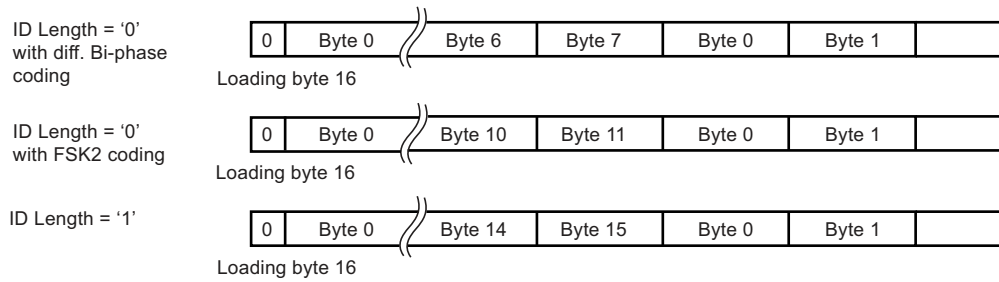 ID Length = ‘0’
with diff. Bi-phase
coding
0 Byte 0 Byte 6 Byte 7 Byte 0 Byte 1
Loading byte 16
ID Length = ‘0’
with FSK2 coding
0 Byte 0 Byte 10 Byte 11 Byte 0 Byte 1
Loading byte 16
ID Length = ‘1’
0 Byte 0 Byte 14 Byte 15 Byte 0 Byte 1
Loading byte 16